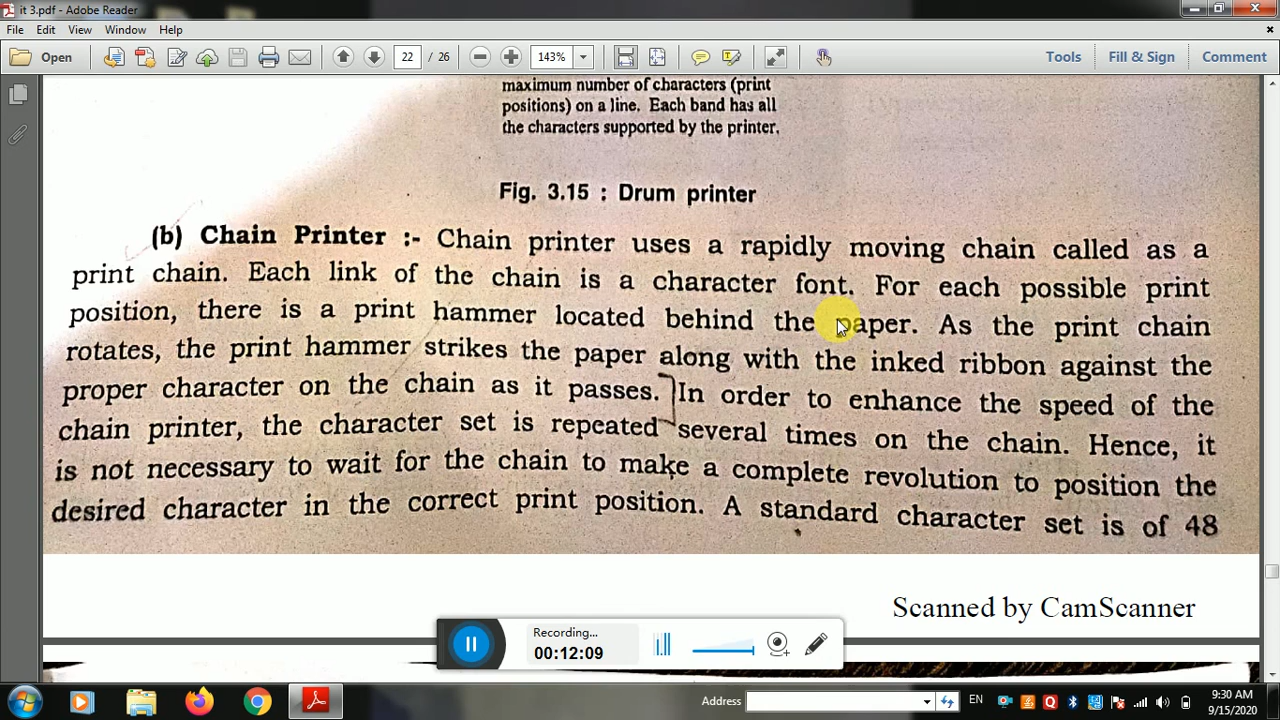 it 3.pdf - Adobe Reader
File Edit View Window Help
Open 22 / 26 143% Tools Fill & Sign Comment
maximum number of characters (print
positions) on a line. Each band has all
the characters supported by the printer.
Fig. 3.15 : Drum printer
(b) Chain Printer :- Chain printer uses a rapidly moving chain called as a
print chain. Each link of the chain is a character font. For each possible print
position, there is a print hammer located behind the paper. As the print chain
rotates, the print hammer strikes the paper along with the inked ribbon against the
proper character on the chain as it passes. In order to enhance the speed of the
chain printer, the character set is repeated several times on the chain. Hence, it
is not necessary to wait for the chain to make a complete revolution to position the
desired character in the correct print position. A standard character set is of 48
Scanned by CamScanner
Recording...
00:12:09
Address EN 9:30 AM
9/15/2020